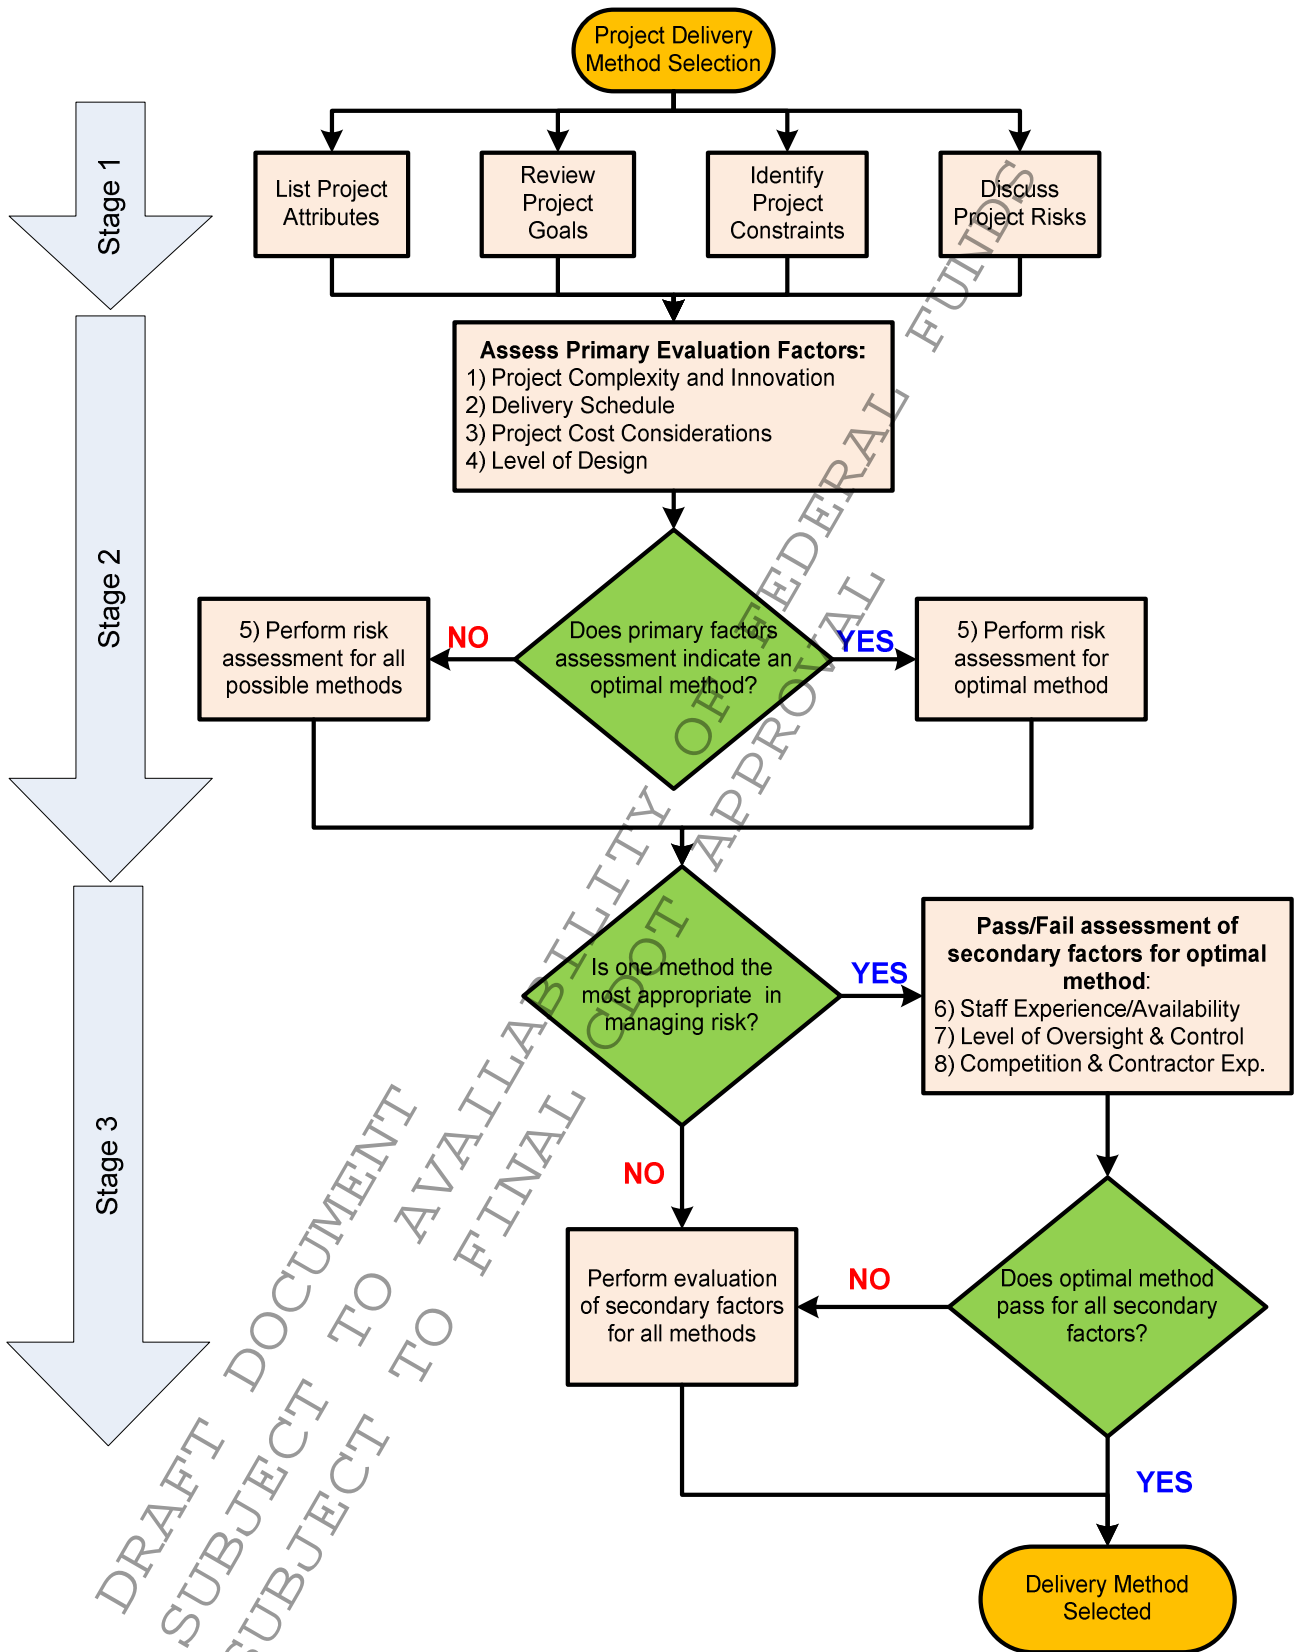 Project Delivery
Method Selection
Stage 1
List Project
Attributes
Review
Project
Goals
Identify
Project
Constraints
Discuss
Project Risks
Assess Primary Evaluation Factors:
1) Project Complexity and Innovation
2) Delivery Schedule
3) Project Cost Considerations
4) Level of Design
Stage 2
5) Perform risk
assessment for all
possible methods
NO
Does primary factors
assessment indicate an
optimal method?
YES
5) Perform risk
assessment for
optimal method
Stage 3
Is one method the
most appropriate in
managing risk?
YES
Pass/Fail assessment of
secondary factors for optimal
method:
6) Staff Experience/Availability
7) Level of Oversight & Control
8) Competition & Contractor Exp.
NO
Perform evaluation
of secondary factors
for all methods
NO
Does optimal method
pass for all secondary
factors?
YES
Delivery Method
Selected
DRAFT DOCUMENT
SUBJECT TO AVAILABILITY OF FEDERAL FUNDS
SUBJECT TO FINAL CDOT APPROVAL